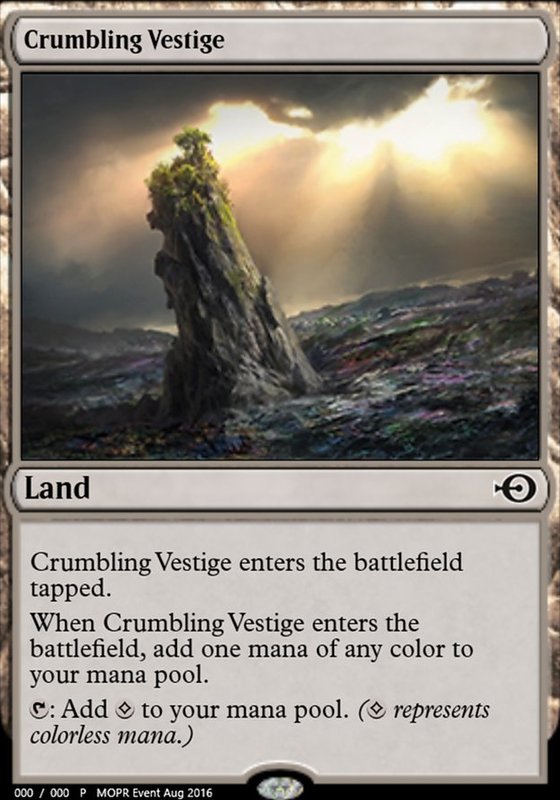 Crumbling Vestige
Land
Crumbling Vestige enters the battlefield
tapped.
When Crumbling Vestige enters the
battlefield, add one mana of any color to
your mana pool.
: Add to your mana pool. ( represents
colorless mana.)
000 / 000 P MOPR Event Aug 2016